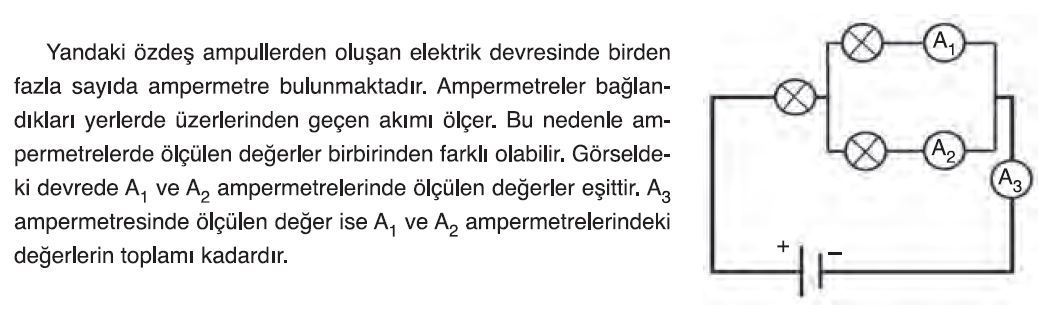 Yandaki özdeş ampullerden oluşan elektrik devresinde birden
fazla sayıda ampermetre bulunmaktadır. Ampermetreler bağlan-
dıkları yerlerde üzerlerinden geçen akımı ölçer. Bu nedenle am-
permetrelerde ölçülen değerler birbirinden farklı olabilir. Görselde-
ki devrede A₁ ve A₂ ampermetrelerinde ölçülen değerler eşittir. A₃
ampermetresinde ölçülen değer ise A₁ ve A₂ ampermetrelerindeki
değerlerin toplamı kadardır.
A₁
A₂
A₃
+ −